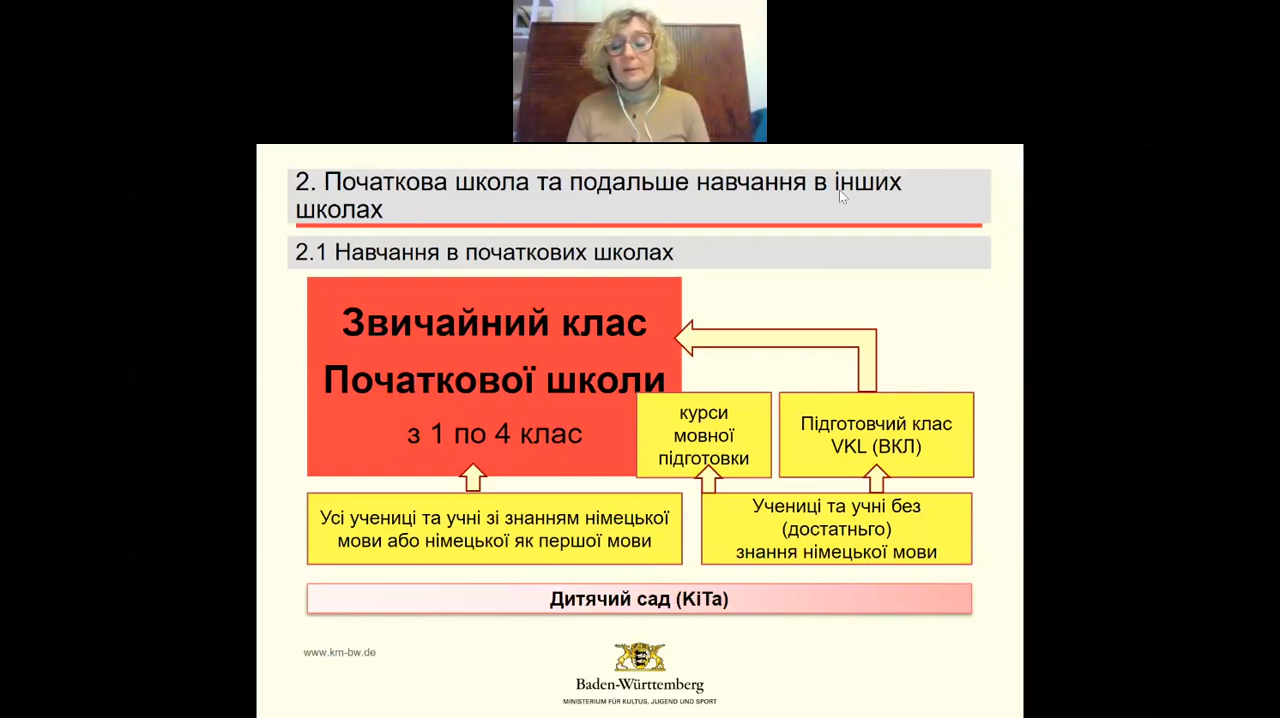 2. Початкова школа та подальше навчання в інших
школах
2.1 Навчання в початкових школах
Звичайний клас
Початкової школи
з 1 по 4 клас
курси
мовної
підготовки
Підготовчий клас
VKL (ВКЛ)
Усі учениці та учні зі знанням німецької
мови або німецької як першої мови
Учениці та учні без
(достатньго)
знання німецької мови
Дитячий сад (KiTa)
www.km-bw.de
Baden-Württemberg
MINISTERIUM FÜR KULTUS, JUGEND UND SPORT